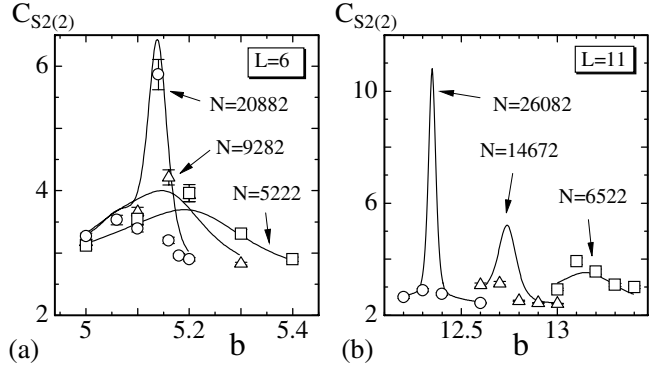 C_{S2(2)}
L=6
6
N=20882
N=9282
4
N=5222
2
5
5.2
5.4
(a)
b
C_{S2(2)}
L=11
10
N=26082
N=14672
6
N=6522
2
12.5
13
(b)
b